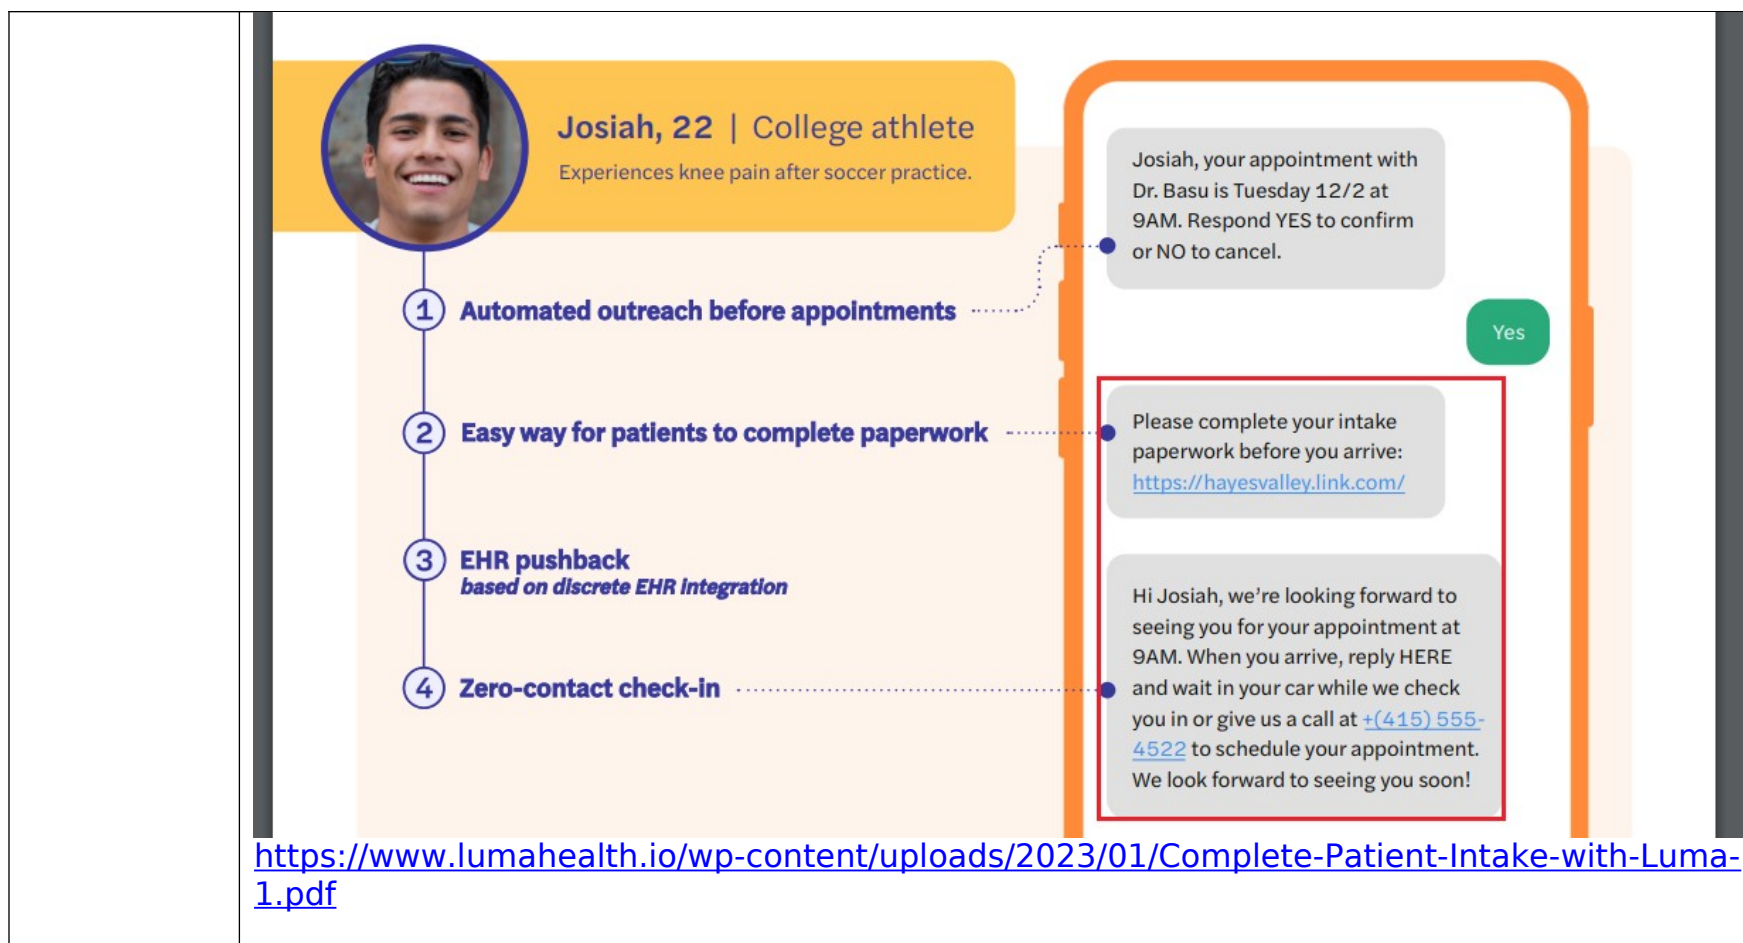 Josiah, 22 | College athlete
Experiences knee pain after soccer practice.
1 Automated outreach before appointments
2 Easy way for patients to complete paperwork
3 EHR pushback
based on discrete EHR integration
4 Zero-contact check-in
Josiah, your appointment with
Dr. Basu is Tuesday 12/2 at
9AM. Respond YES to confirm
or NO to cancel.
Yes
Please complete your intake
paperwork before you arrive:
https://hayesvalley.link.com/
Hi Josiah, we’re looking forward to
seeing you for your appointment at
9AM. When you arrive, reply HERE
and wait in your car while we check
you in or give us a call at +(415) 555-
4522 to schedule your appointment.
We look forward to seeing you soon!
https://www.lumahealth.io/wp-content/uploads/2023/01/Complete-Patient-Intake-with-Luma-
1.pdf